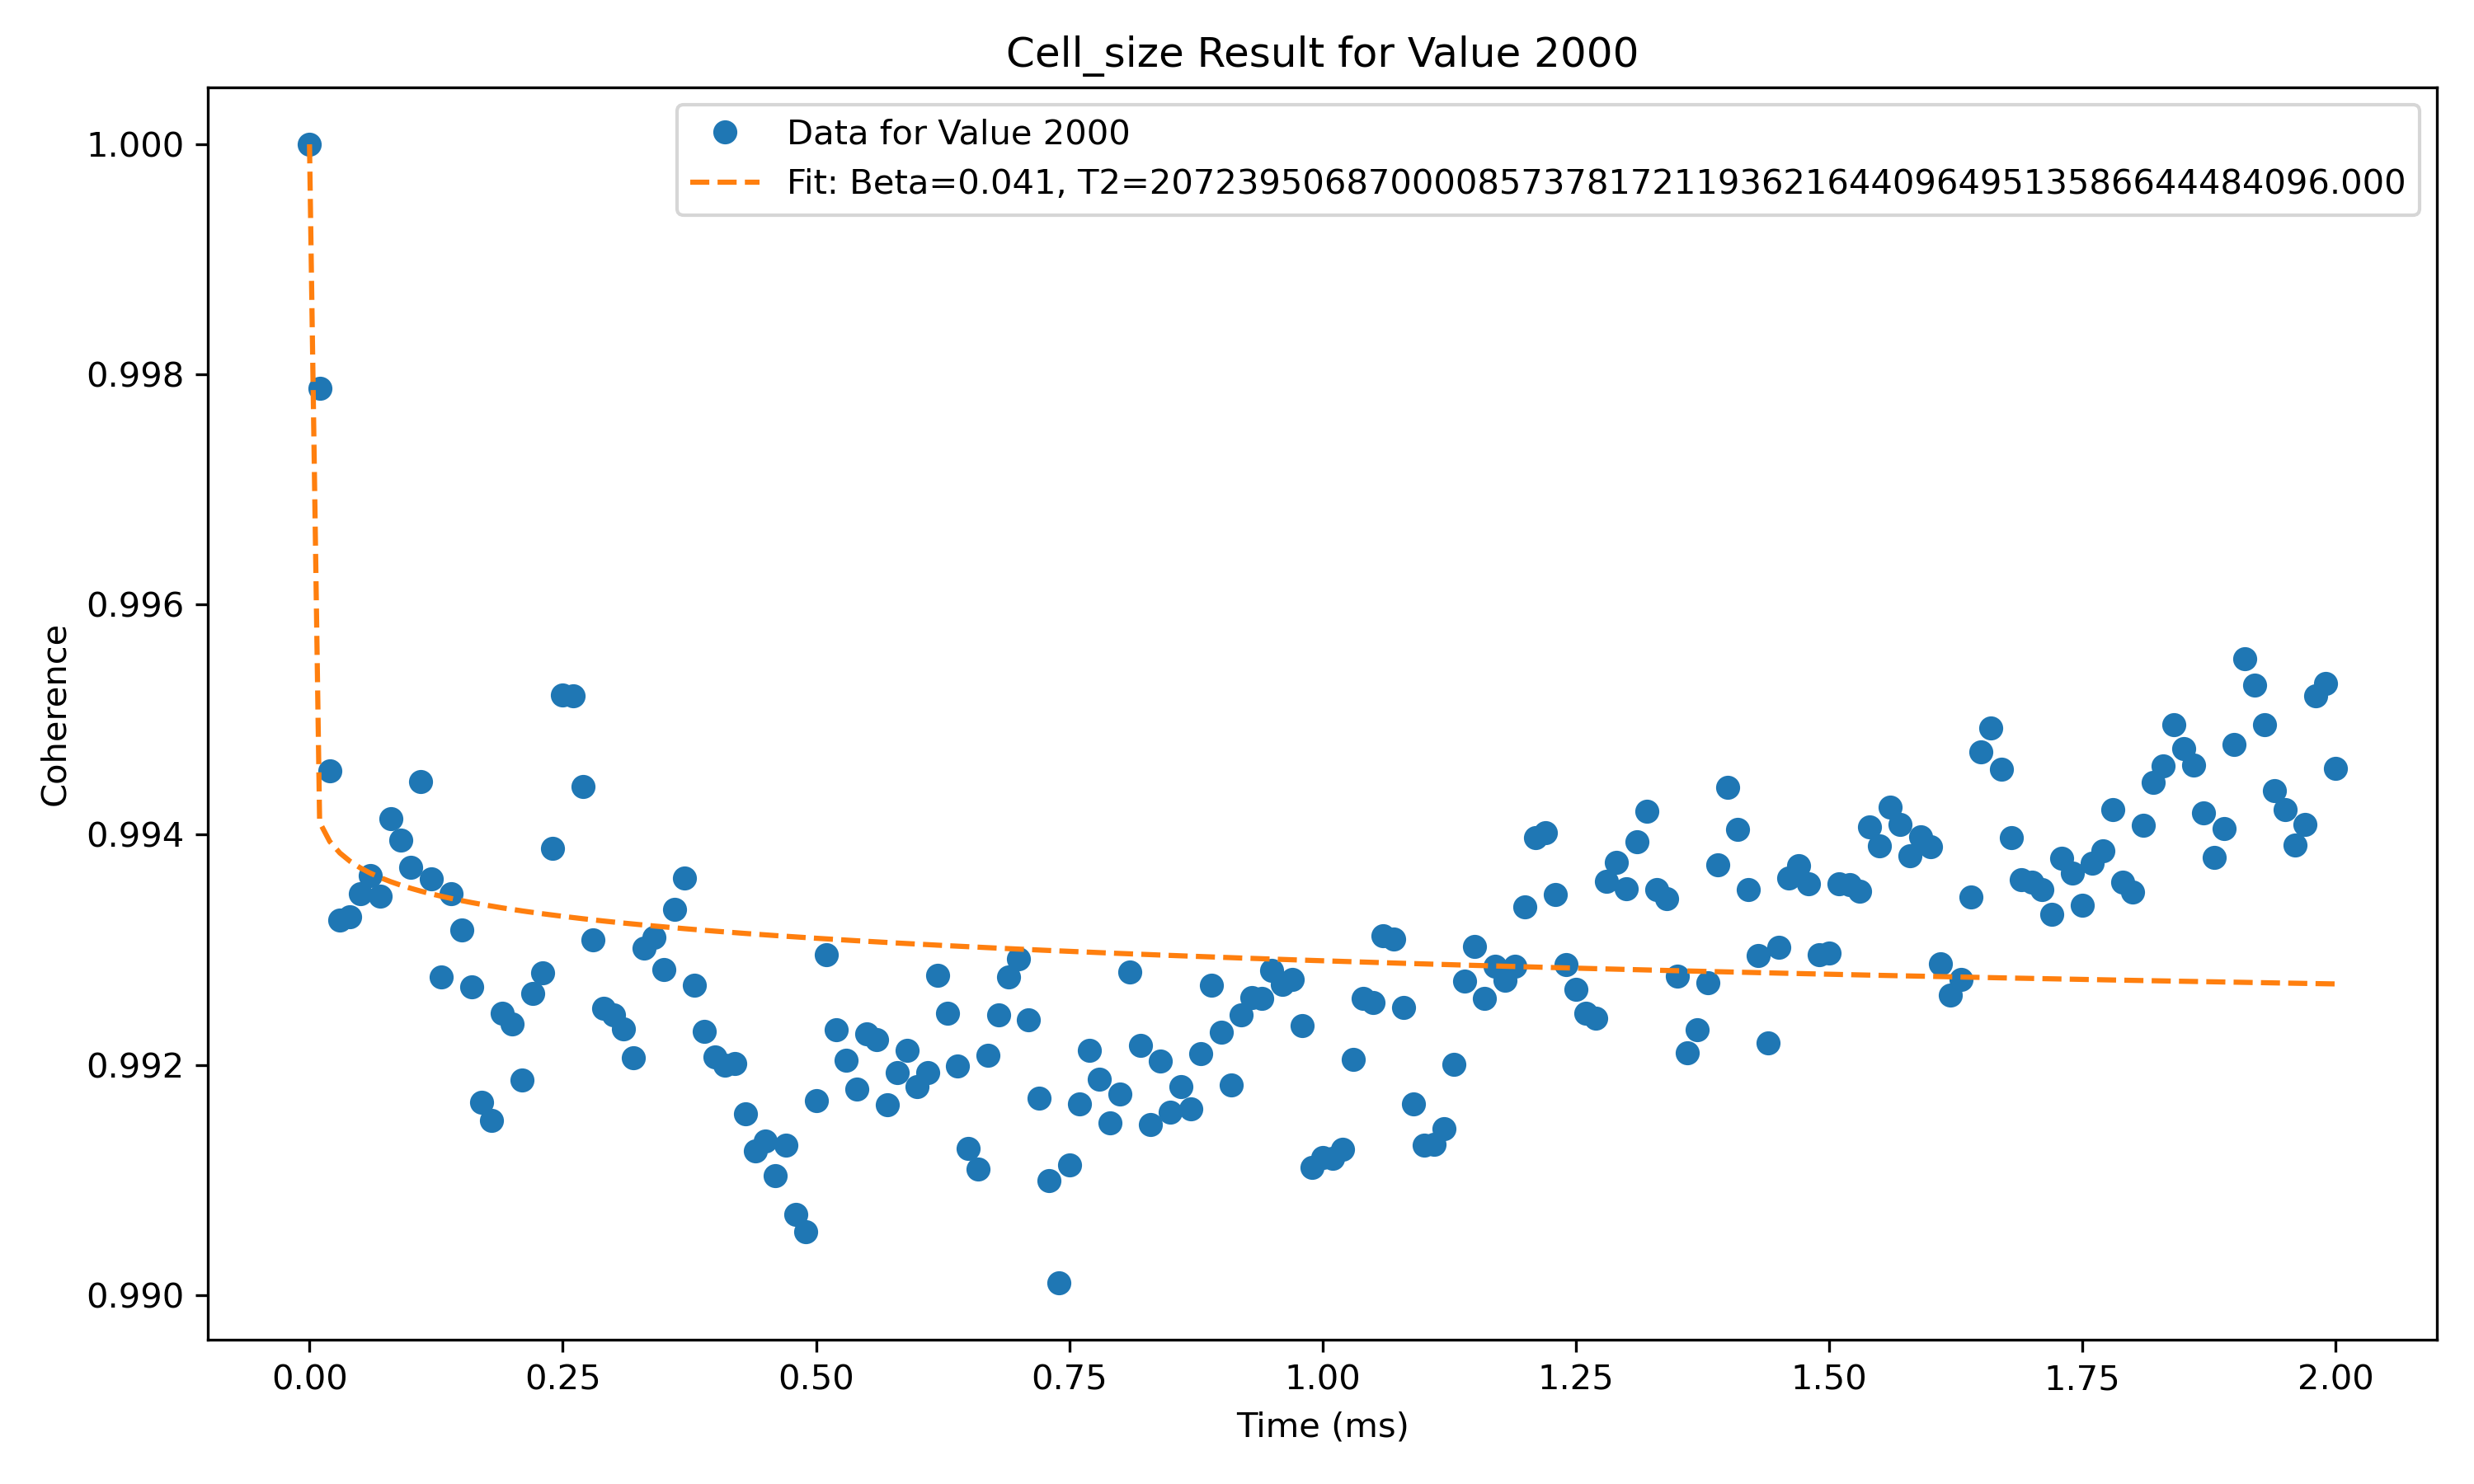 Cell_size Result for Value 2000
Data for Value 2000
Fit: Beta=0.041, T2=2072395068700008573781721193621644096495135866444​84096.000
1.000
0.998
0.996
0.994
0.992
0.990
Coherence
0.00 0.25 0.50 0.75 1.00 1.25 1.50 1.75 2.00
Time (ms)